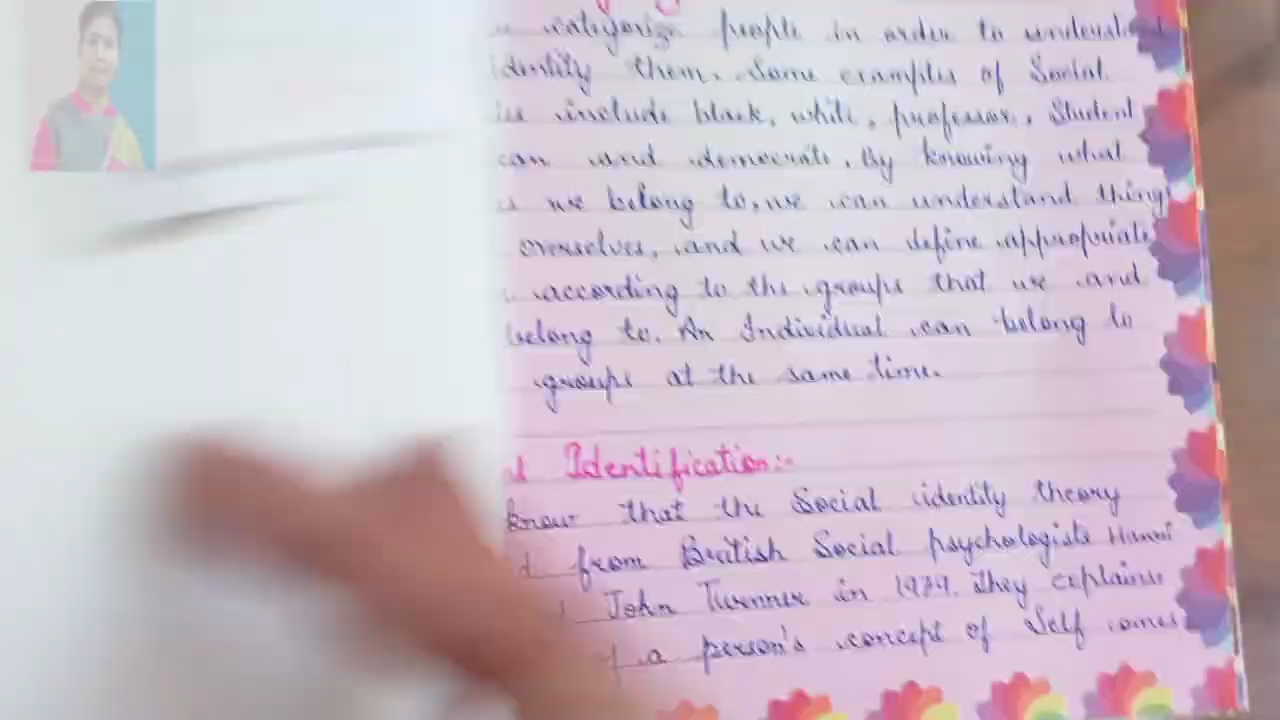 categorize people in order to understand
identity them. Some examples of Social
include black, white, professor, Student
and democrats. By knowing what
we belong to, we can understand things
ourselves, and we can define appropriate
according to the groups that we and
belong to. An Individual can belong to
groups at the same time.
Identification:-
know that the Social identity theory
from British Social psychologists Hanni
John Turnner in 1979. They explains
a person's concept of Self comes